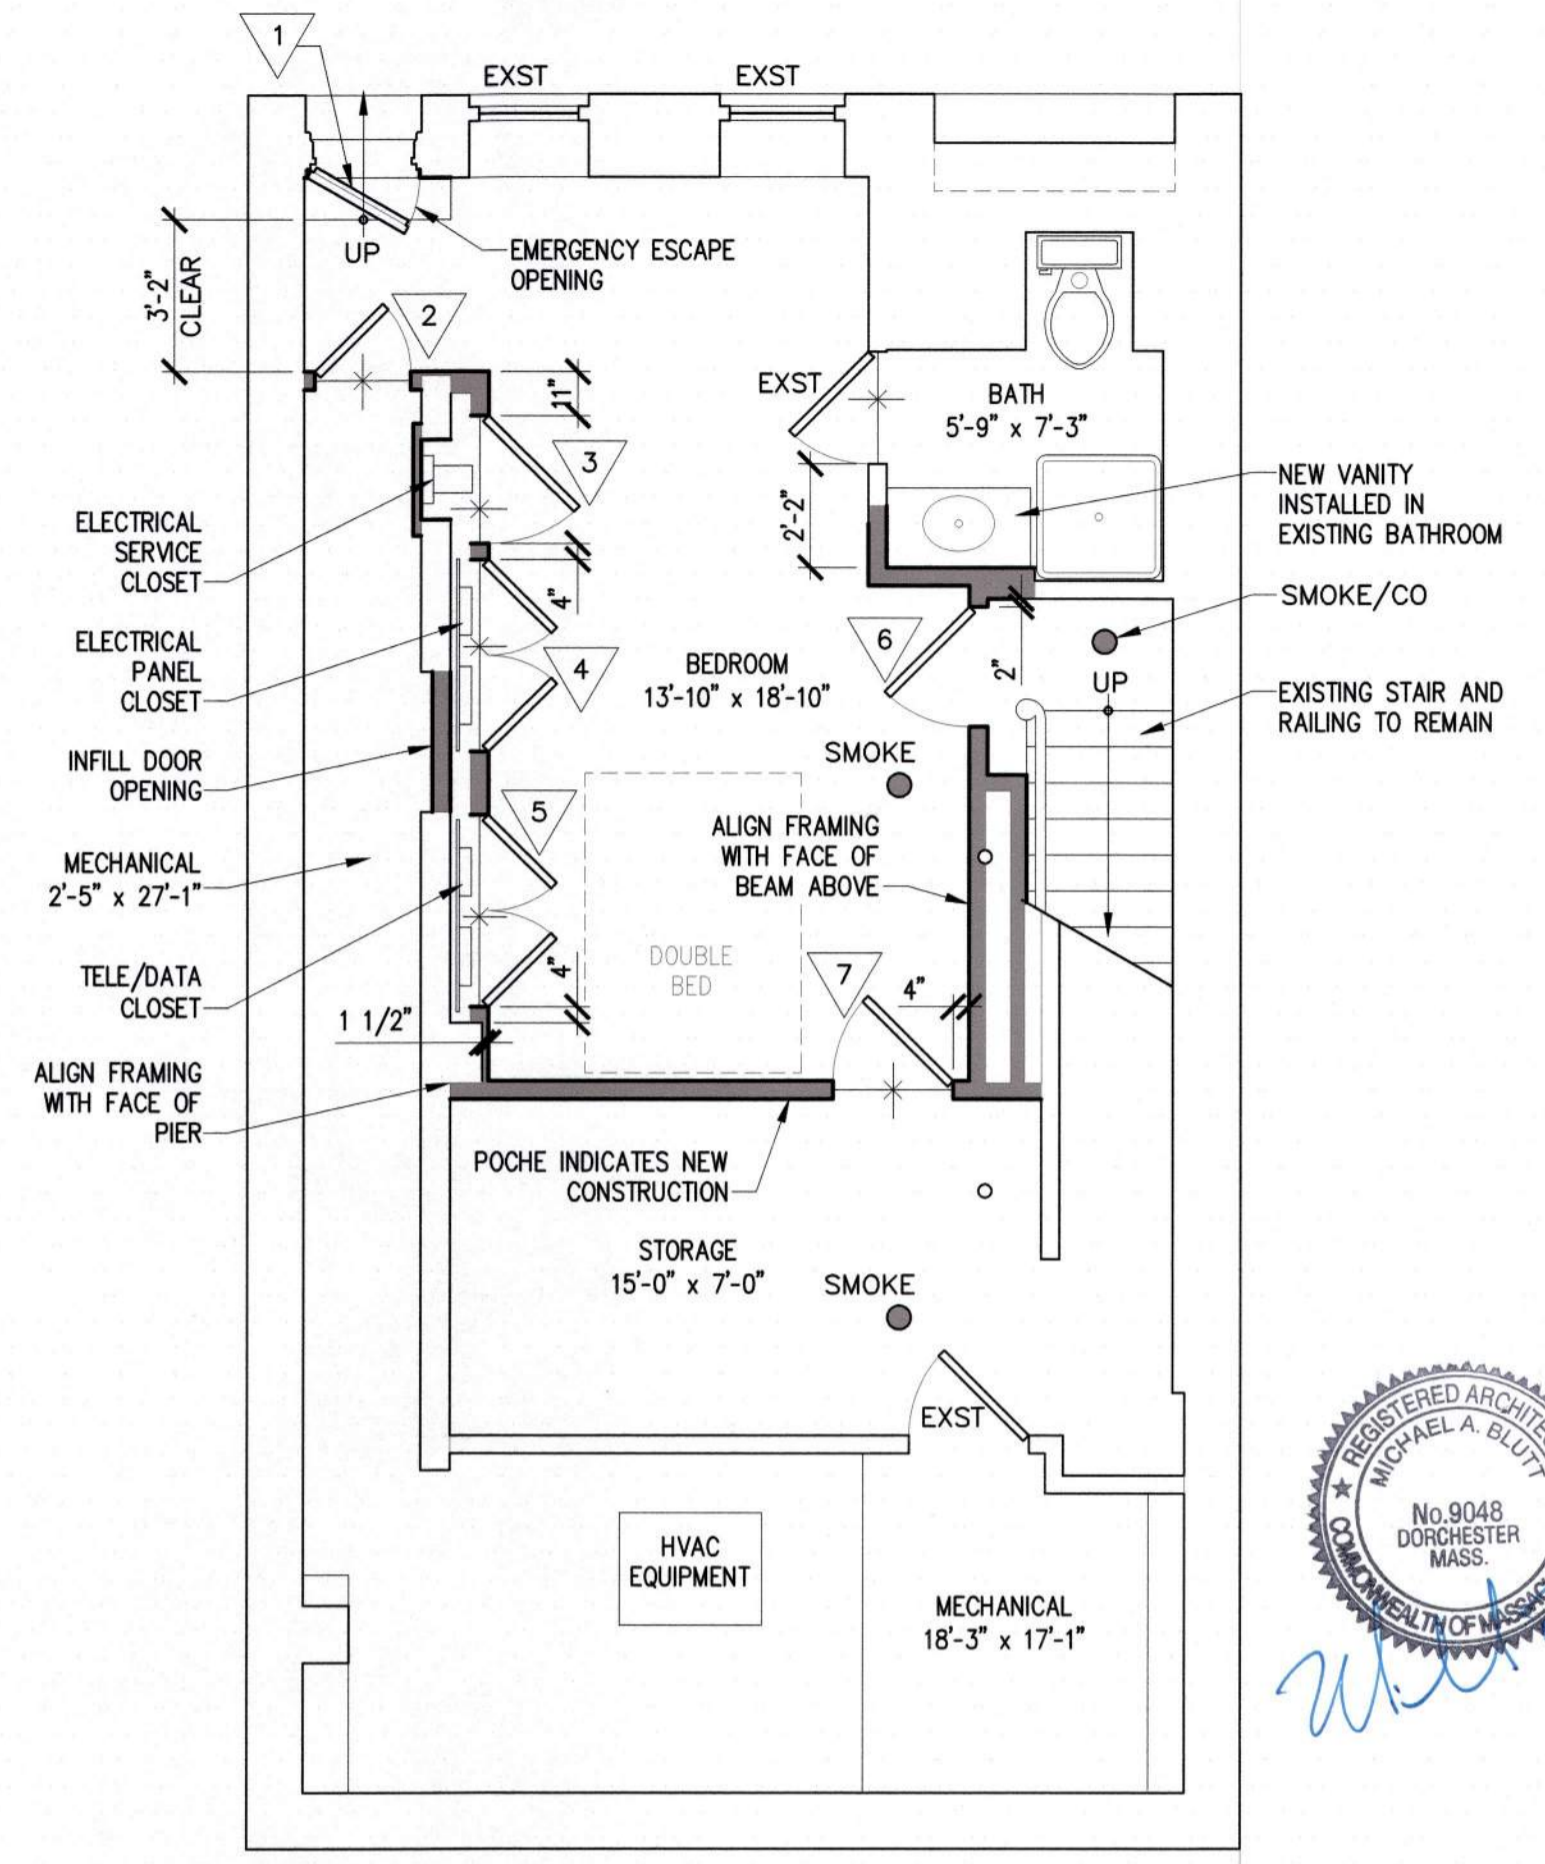 1
EXST
EXST
EMERGENCY ESCAPE
OPENING
UP
3'-2"
CLEAR
2
11"
EXST
BATH
5'-9" x 7'-3"
3
2'-2"
NEW VANITY
INSTALLED IN
EXISTING BATHROOM
ELECTRICAL
SERVICE
CLOSET
4"
SMOKE/CO
6
2"
ELECTRICAL
PANEL
CLOSET
4
BEDROOM
13'-10" x 18'-10"
UP
EXISTING STAIR AND
RAILING TO REMAIN
INFILL DOOR
OPENING
SMOKE
5
ALIGN FRAMING
WITH FACE OF
BEAM ABOVE
MECHANICAL
2'-5" x 27'-1"
DOUBLE
BED
7
4"
4"
TELE/DATA
CLOSET
1 1/2"
ALIGN FRAMING
WITH FACE OF
PIER
POCHE INDICATES NEW
CONSTRUCTION
STORAGE
15'-0" x 7'-0"
SMOKE
EXST
HVAC
EQUIPMENT
MECHANICAL
18'-3" x 17'-1"
REGISTERED ARCHITE
MICHAEL A. BLUTT
No.9048
DORCHESTER
MASS.
COMMONWEALTH OF MASSAC